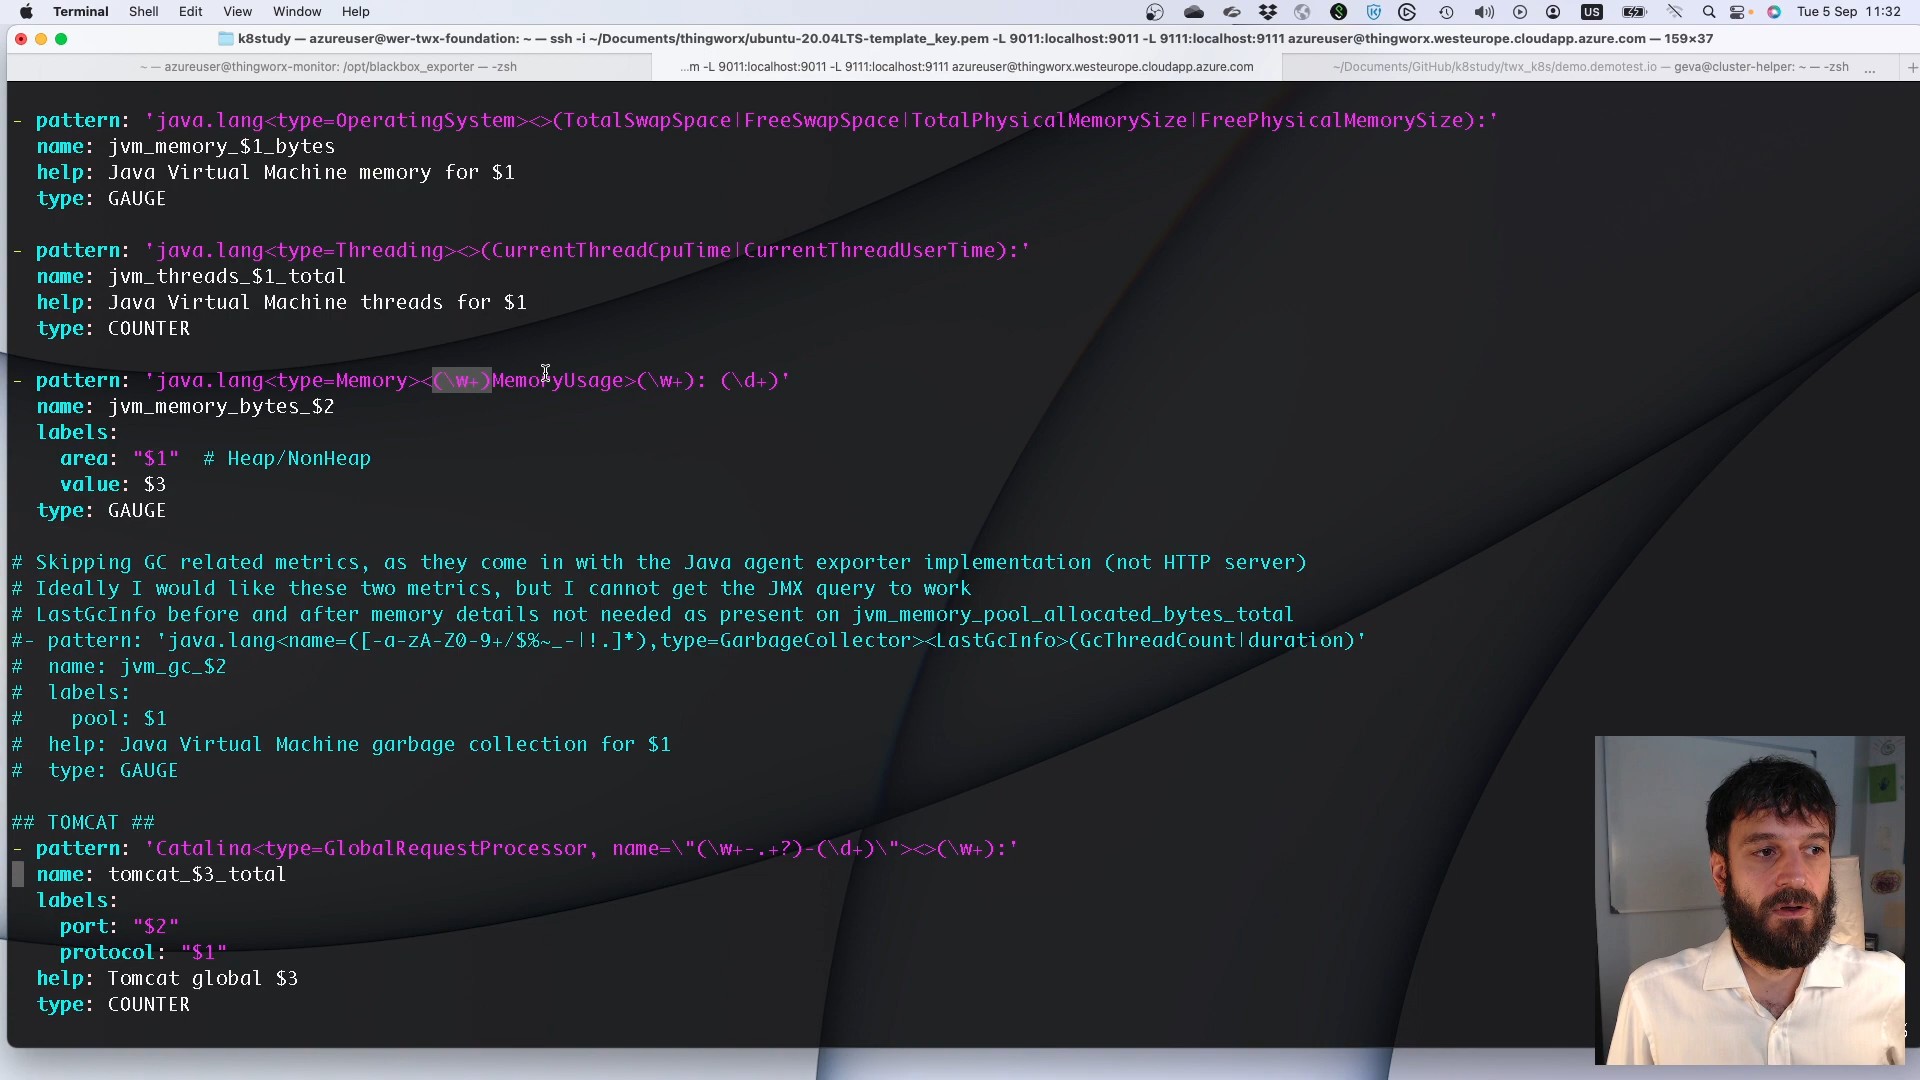 Terminal Shell Edit View Window Help US Tue 5 Sep 11:32
k8study — azureuser@wer-twx-foundation: ~ — ssh -i ~/Documents/thingworx/ubuntu-20.04LTS-template_key.pem -L 9011:localhost:9011 -L 9111:localhost:9111 azureuser@thingworx.westeurope.cloudapp.azure.com — 159×37
~ — azureuser@thingworx-monitor: /opt/blackbox_exporter — -zsh
...m -L 9011:localhost:9011 -L 9111:localhost:9111 azureuser@thingworx.westeurope.cloudapp.azure.com
~/Documents/GitHub/k8study/twx_k8s/demo.demotest.io — geva@cluster-helper: ~ — -zsh ...
- pattern: 'java.lang<type=OperatingSystem><>(TotalSwapSpace|FreeSwapSpace|TotalPhysicalMemorySize|FreePhysicalMemorySize):'
name: jvm_memory_$1_bytes
help: Java Virtual Machine memory for $1
type: GAUGE
- pattern: 'java.lang<type=Threading><>(CurrentThreadCpuTime|CurrentThreadUserTime):'
name: jvm_threads_$1_total
help: Java Virtual Machine threads for $1
type: COUNTER
- pattern: 'java.lang<type=Memory><(\w+)MemoryUsage>(\w+): (\d+)'
name: jvm_memory_bytes_$2
labels:
area: "$1" # Heap/NonHeap
value: $3
type: GAUGE
# Skipping GC related metrics, as they come in with the Java agent exporter implementation (not HTTP server)
# Ideally I would like these two metrics, but I cannot get the JMX query to work
# LastGcInfo before and after memory details not needed as present on jvm_memory_pool_allocated_bytes_total
#- pattern: 'java.lang<name=([-a-zA-Z0-9+/$%~_-|!.]*),type=GarbageCollector><LastGcInfo>(GcThreadCount|duration)'
# name: jvm_gc_$2
# labels:
# pool: $1
# help: Java Virtual Machine garbage collection for $1
# type: GAUGE
## TOMCAT ##
- pattern: 'Catalina<type=GlobalRequestProcessor, name=\"(\w+-.+?)-(\d+)\"><>(\w+):'
name: tomcat_$3_total
labels:
port: "$2"
protocol: "$1"
help: Tomcat global $3
type: COUNTER